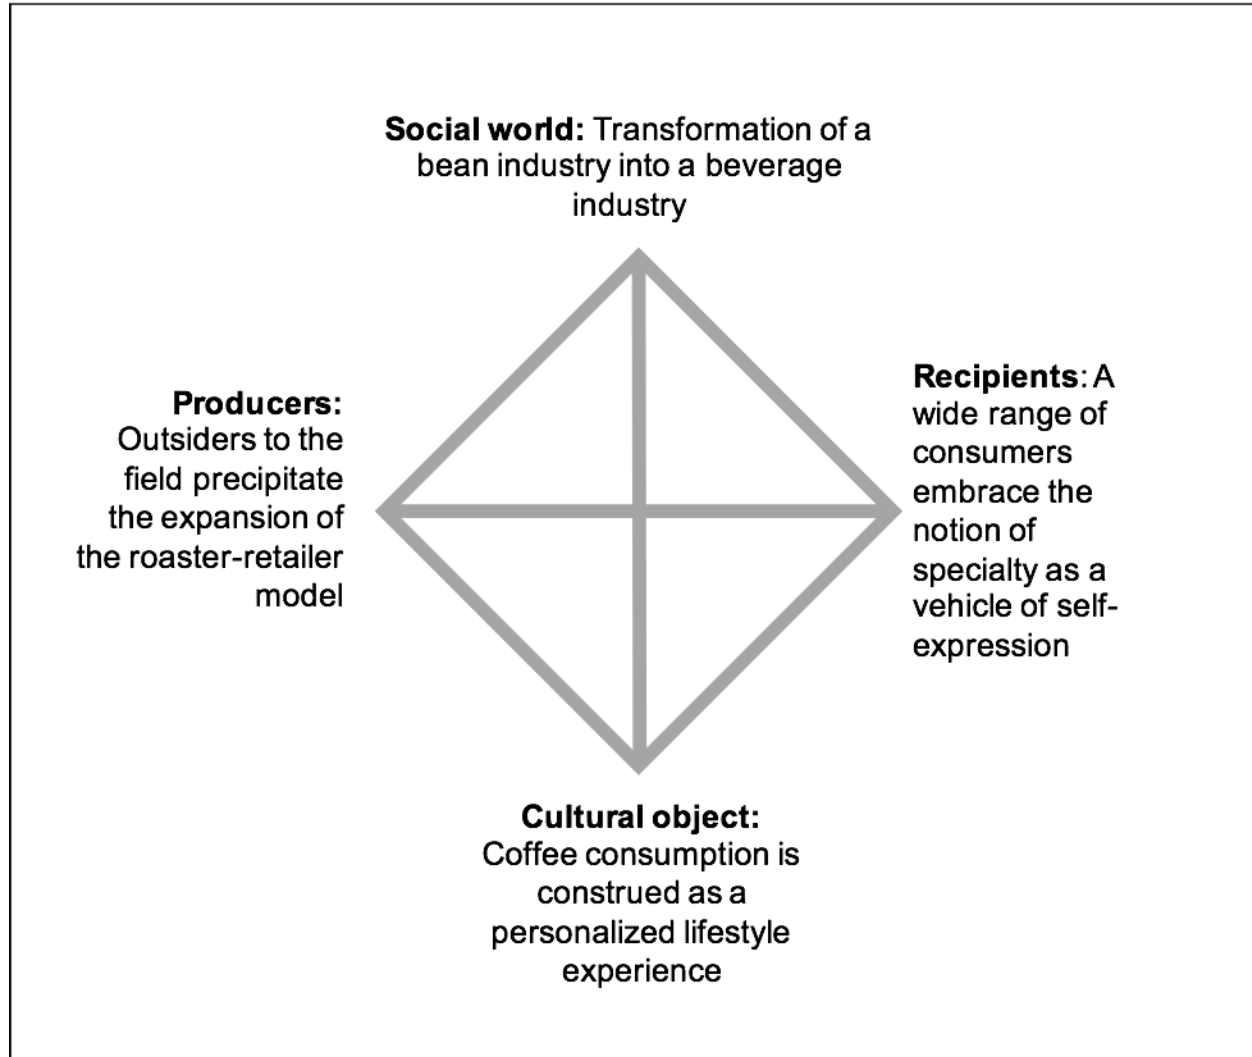 Social world: Transformation of a
bean industry into a beverage
industry
Producers:
Outsiders to the
field precipitate
the expansion of
the roaster-retailer
model
Recipients: A
wide range of
consumers
embrace the
notion of
specialty as a
vehicle of self-
expression
Cultural object:
Coffee consumption is
construed as a
personalized lifestyle
experience